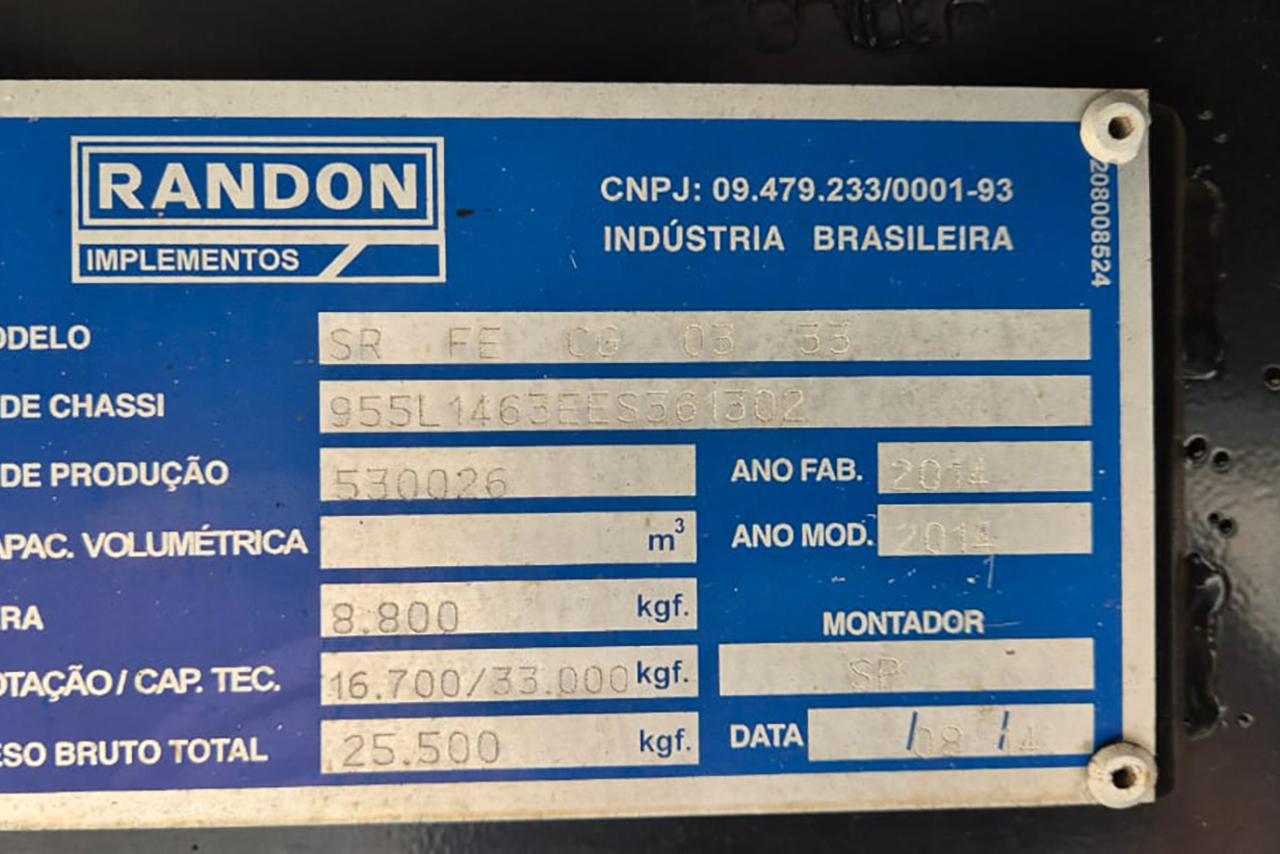 RANDON
IMPLEMENTOS
CNPJ: 09.479.233/0001-93
INDÚSTRIA BRASILEIRA
208008524
ODELO SR FE CG 03 33
DE CHASSI 955L1463EES361302
DE PRODUÇÃO 530026 ANO FAB. 2014
APAC. VOLUMÉTRICA m³ ANO MOD. 2014
ARA 8.800 kgf. MONTADOR
OTAÇÃO / CAP. TEC. 16.700/33.000 kgf. SP
ESO BRUTO TOTAL 25.500 kgf. DATA /08/14